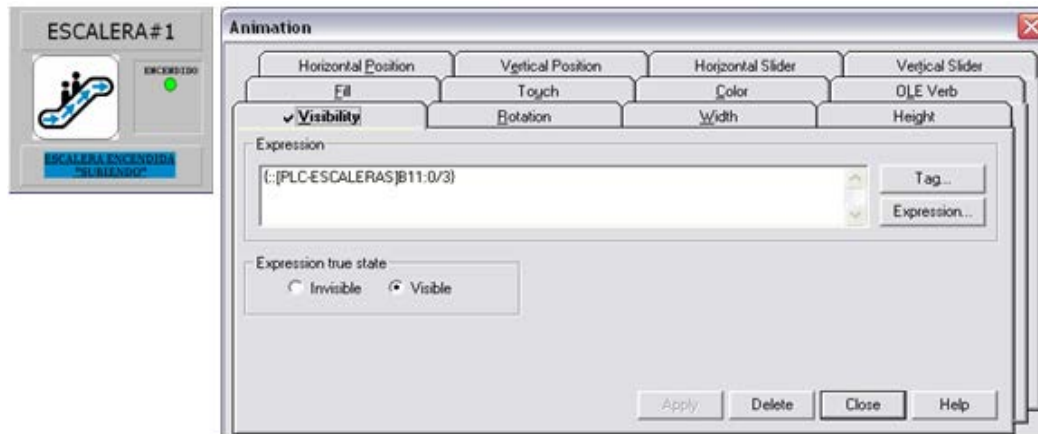 ESCALERA#1
ENCENDIDO
ESCALERA ENCENDIDA
"SUBIENDO"
Animation
Horizontal Position
Vertical Position
Horizontal Slider
Vertical Slider
Fill
Touch
Color
OLE Verb
Visibility
Rotation
Width
Height
Expression
{::[PLC-ESCALERAS]B11:0/3}
Tag...
Expression...
Expression true state
Invisible
Visible
Apply
Delete
Close
Help